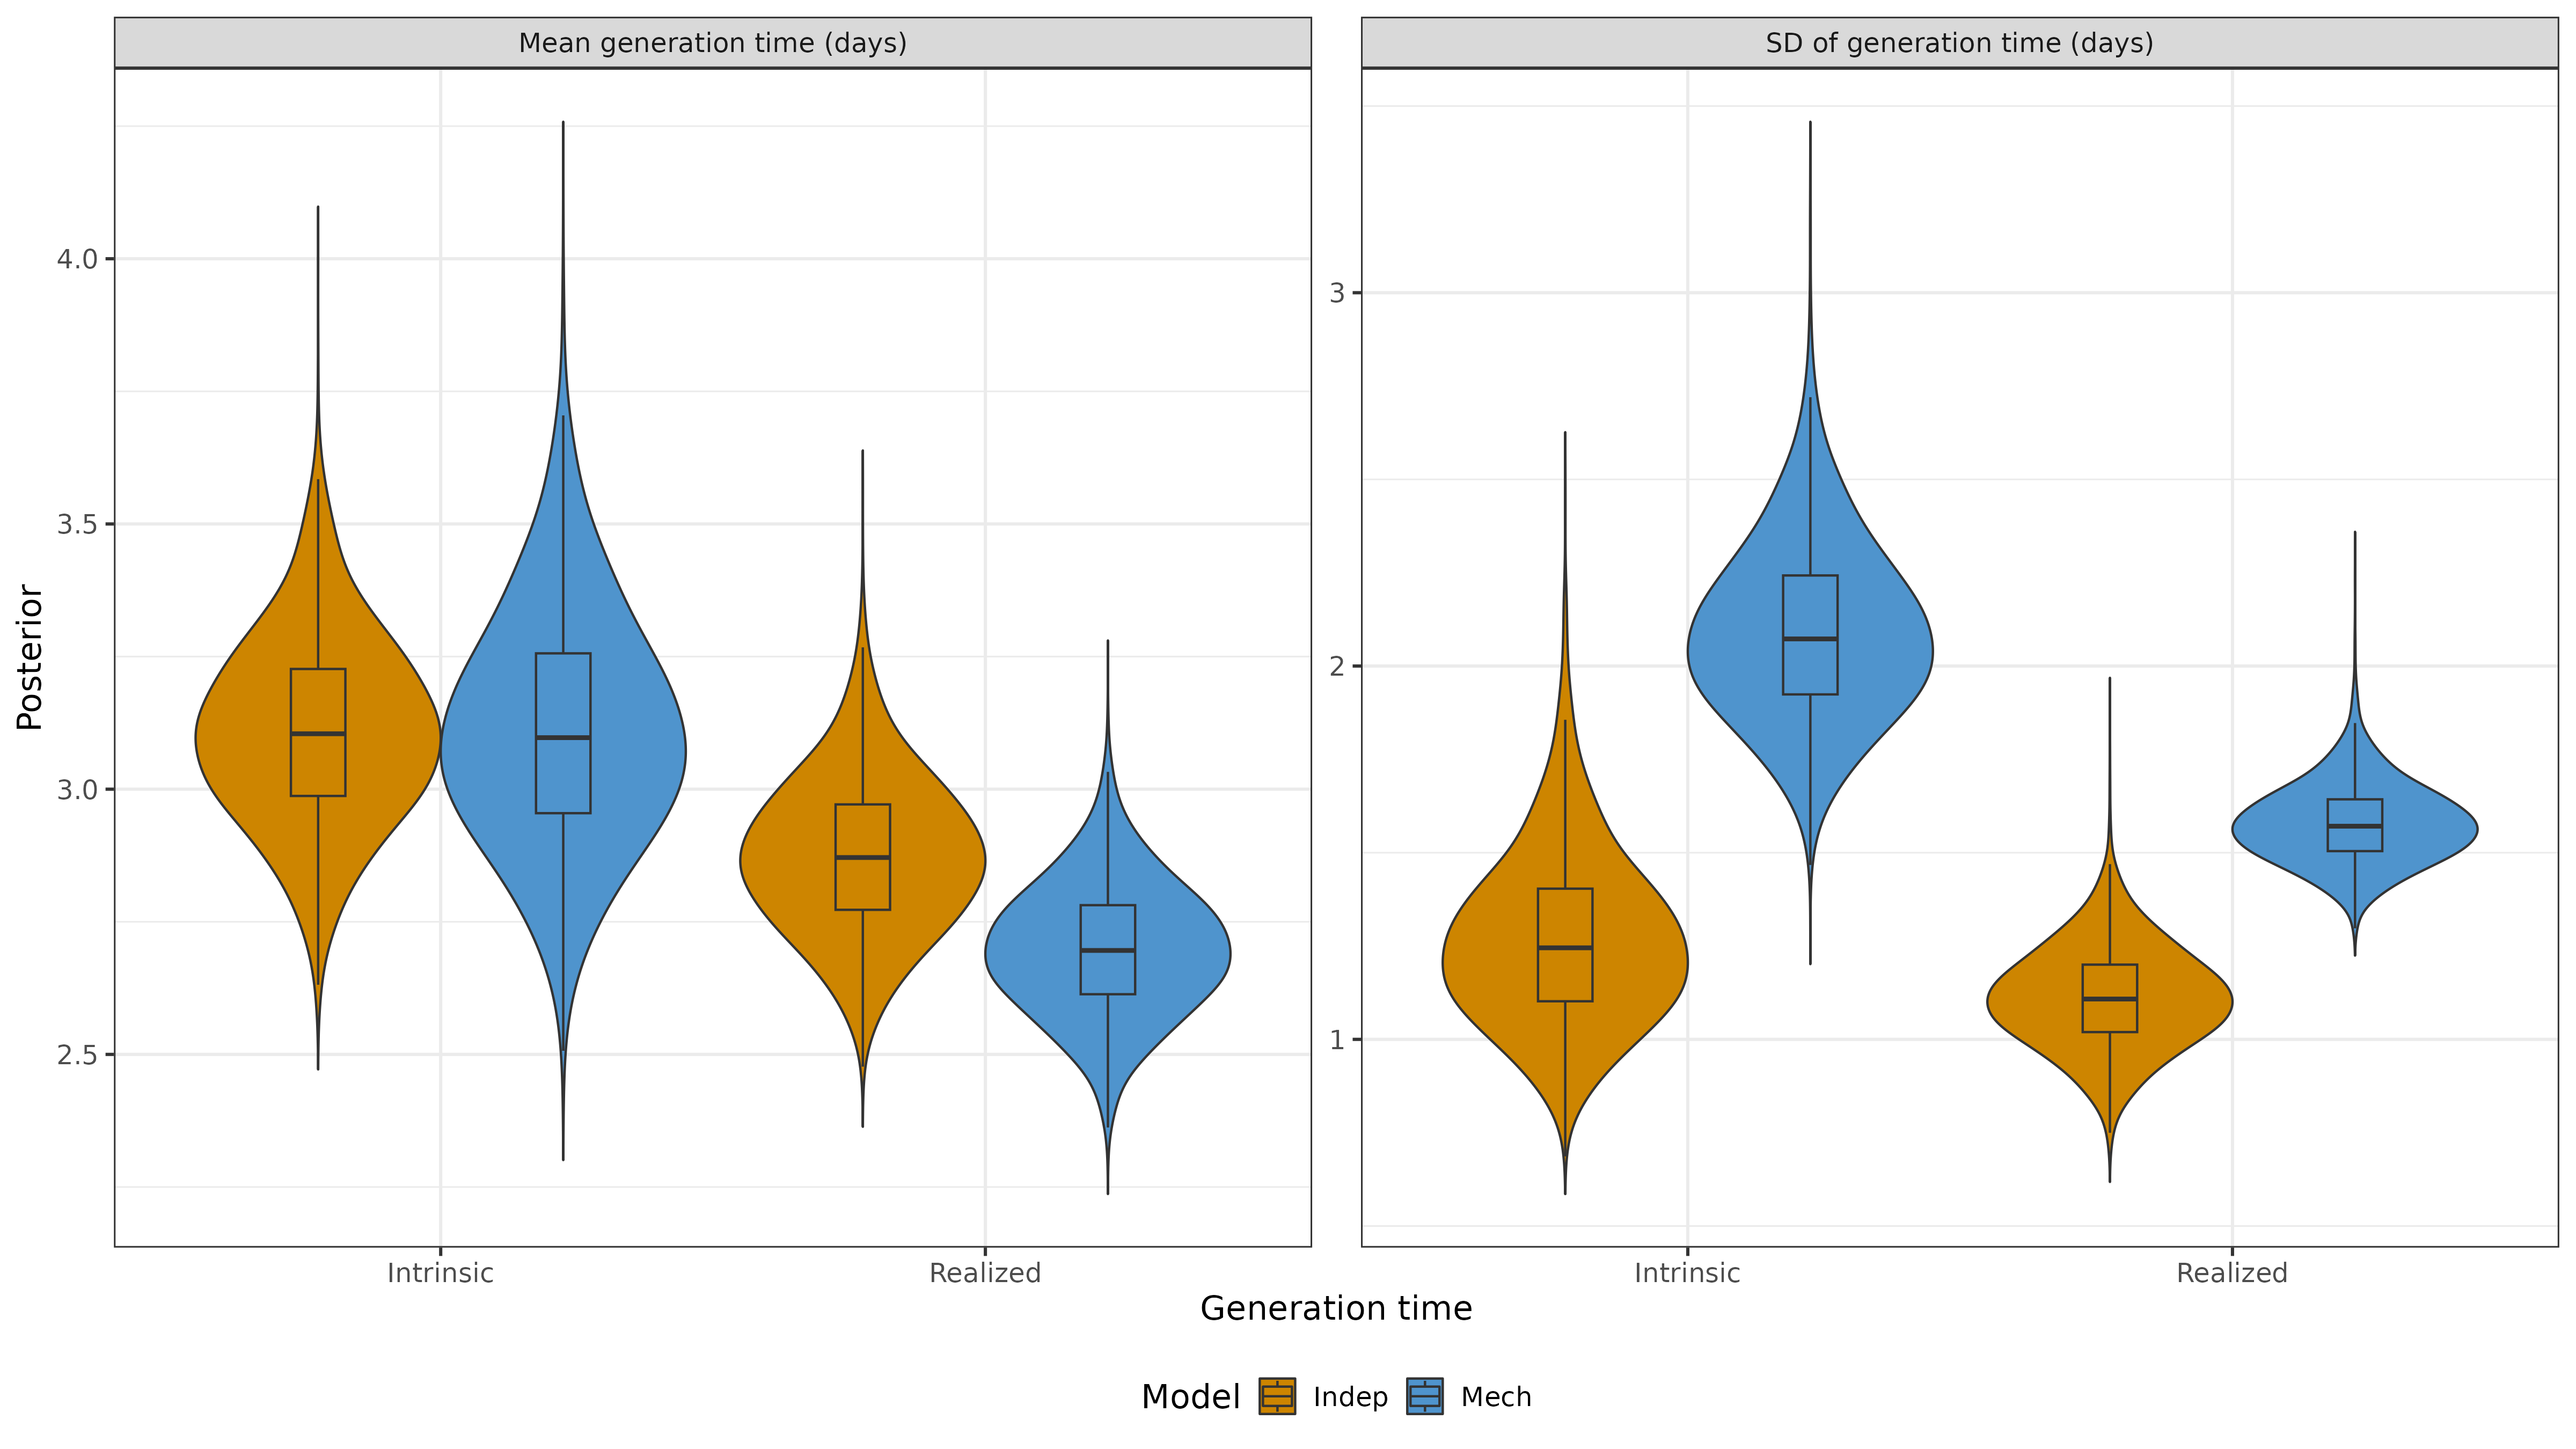 Mean generation time (days)
SD of generation time (days)
Posterior
4.0
3.5
3.0
2.5
3
2
1
Intrinsic
Realized
Intrinsic
Realized
Generation time
Model Indep Mech